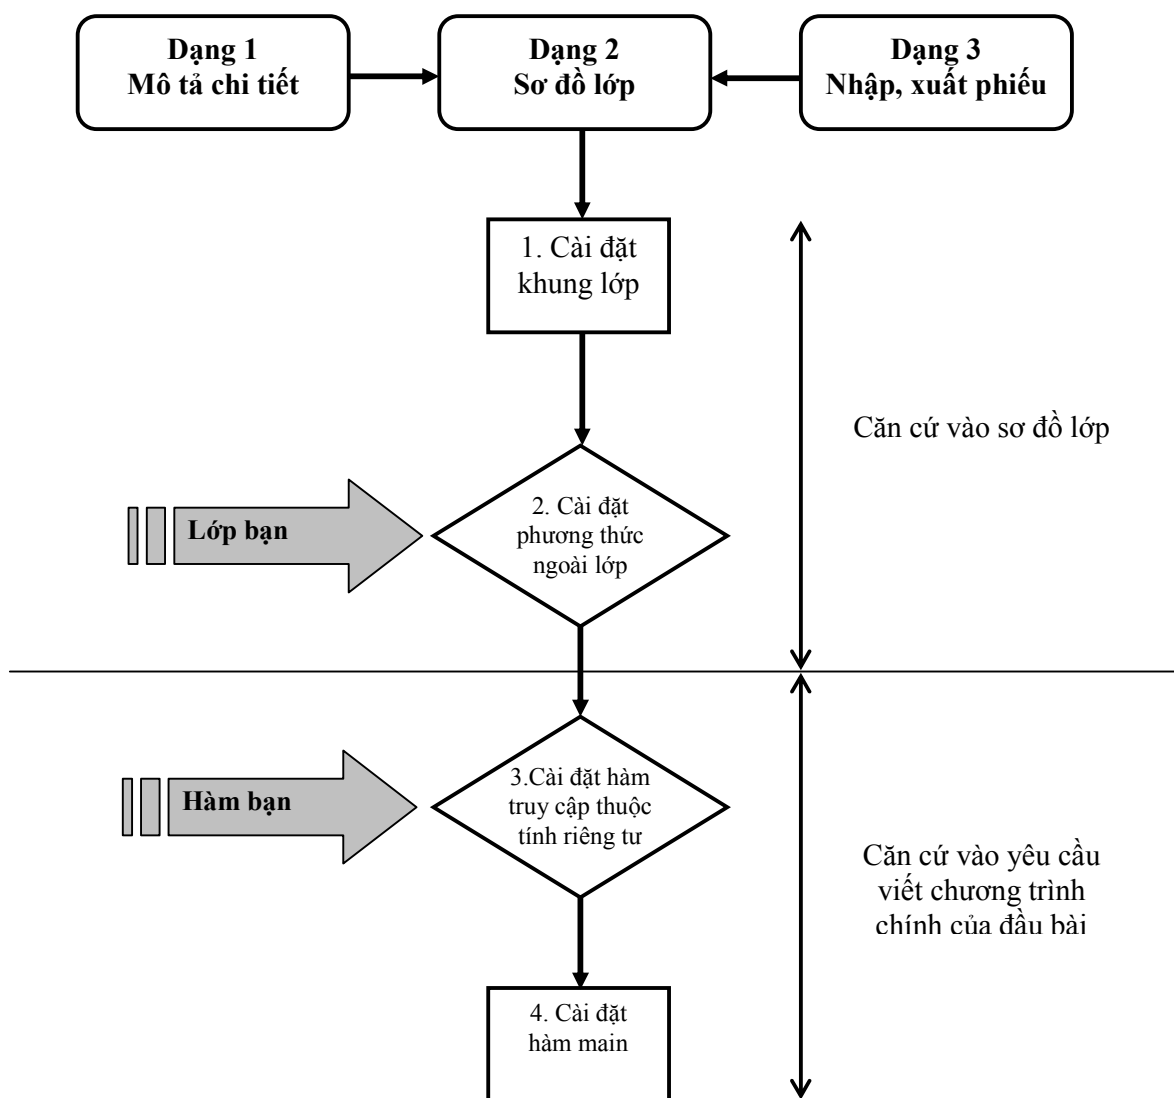 Dạng 1
Mô tả chi tiết
Dạng 2
Sơ đồ lớp
Dạng 3
Nhập, xuất phiếu
1. Cài đặt
khung lớp
Căn cứ vào sơ đồ lớp
2. Cài đặt
phương thức
ngoài lớp
Lớp bạn
3.Cài đặt hàm
truy cập thuộc
tính riêng tư
Hàm bạn
Căn cứ vào yêu cầu
viết chương trình
chính của đầu bài
4. Cài đặt
hàm main